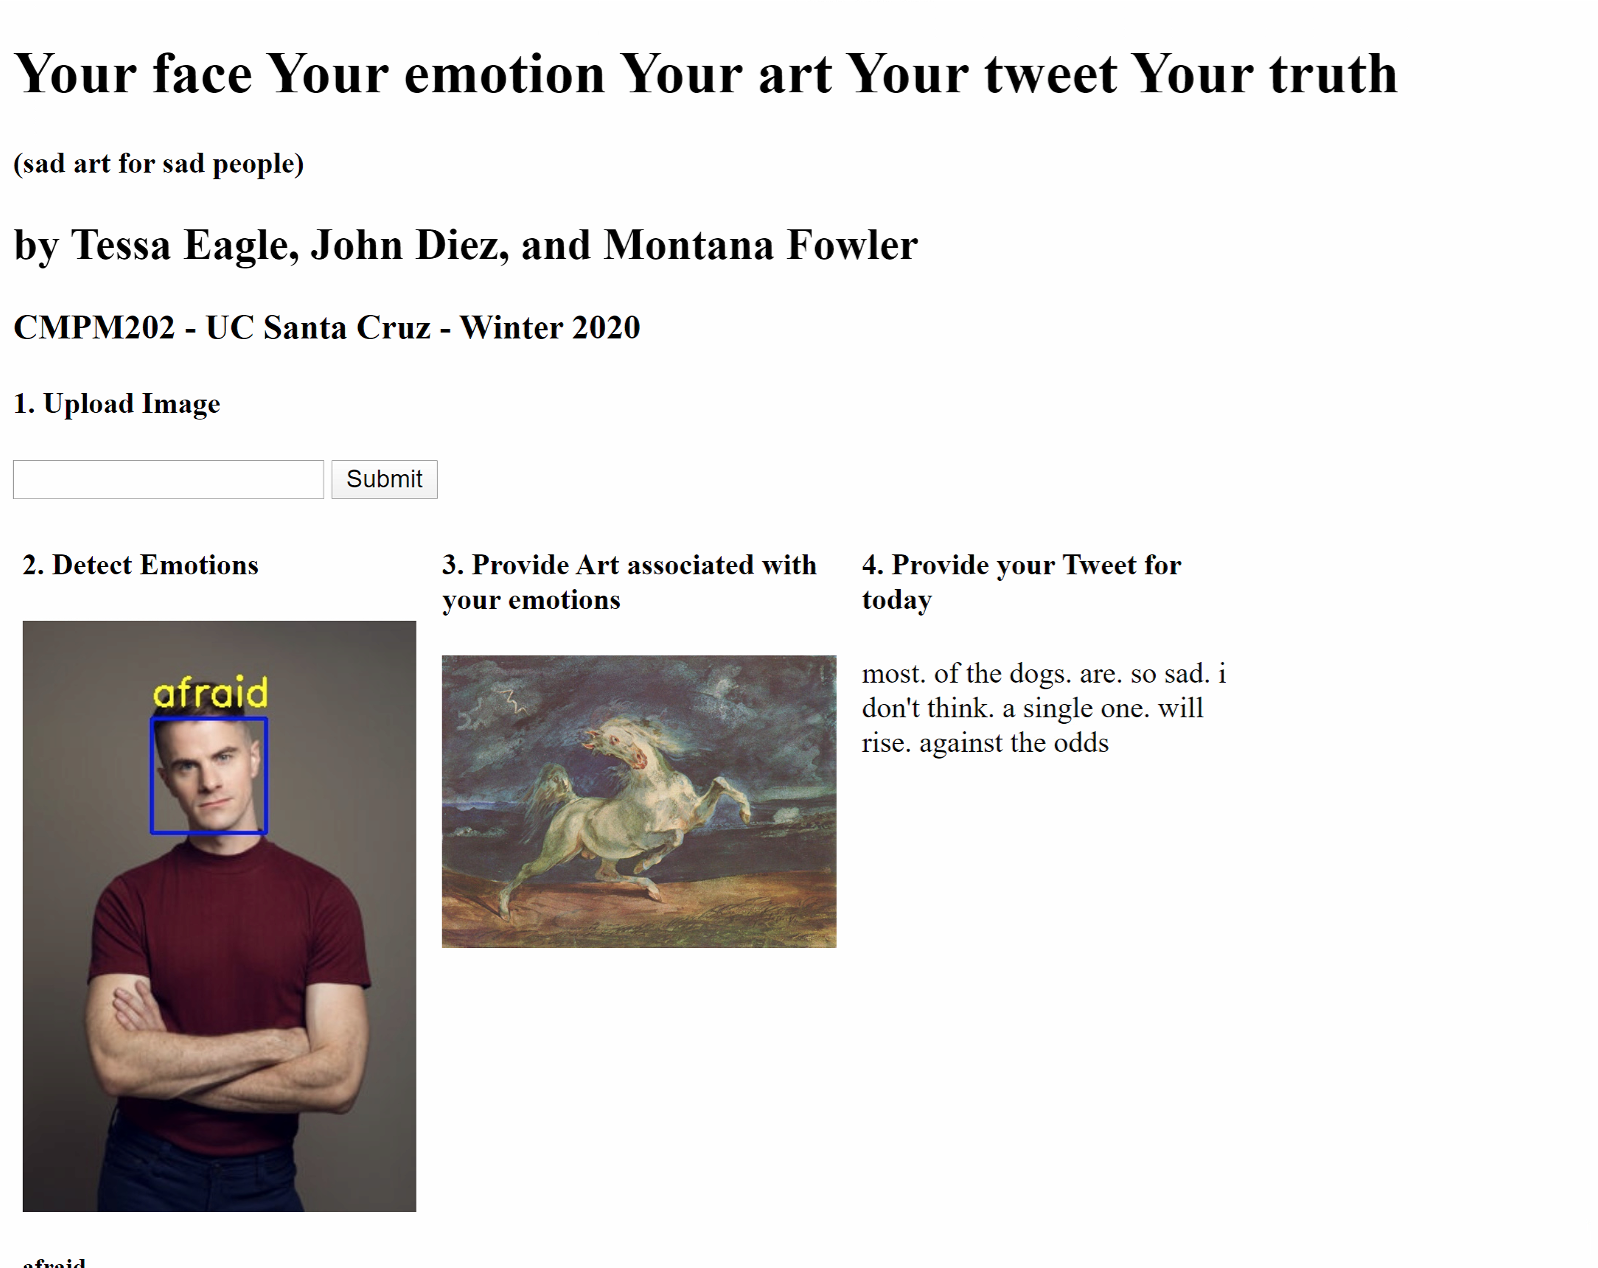 Your face Your emotion Your art Your tweet Your truth
(sad art for sad people)
by Tessa Eagle, John Diez, and Montana Fowler
CMPM202 - UC Santa Cruz - Winter 2020
1. Upload Image
Submit
2. Detect Emotions
afraid
3. Provide Art associated with
your emotions
4. Provide your Tweet for
today
most. of the dogs. are. so sad. i
don't think. a single one. will
rise. against the odds
afraid